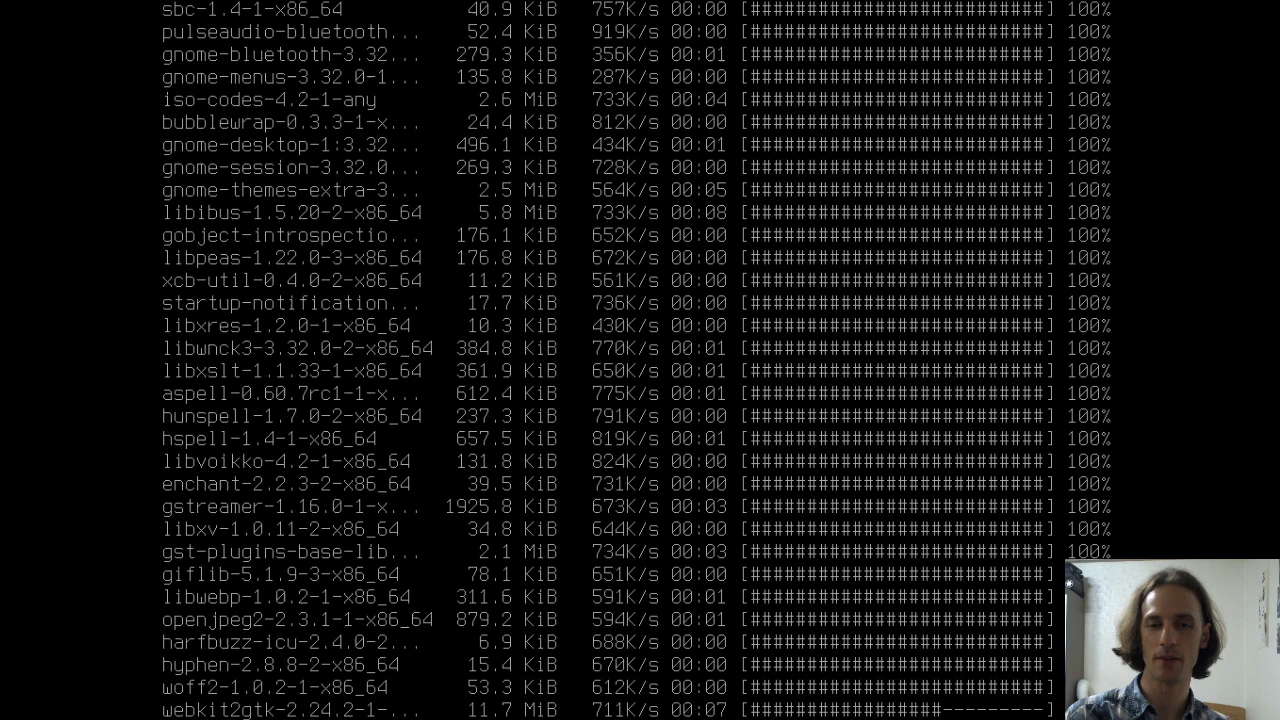 sbc-1.4-1-x86_64 40.9 KiB 757K/s 00:00 [##########################] 100%
pulseaudio-bluetooth... 52.4 KiB 919K/s 00:00 [##########################] 100%
gnome-bluetooth-3.32... 279.3 KiB 356K/s 00:01 [##########################] 100%
gnome-menus-3.32.0-1... 135.8 KiB 287K/s 00:00 [##########################] 100%
iso-codes-4.2-1-any 2.6 MiB 733K/s 00:04 [##########################] 100%
bubblewrap-0.3.3-1-x... 24.4 KiB 812K/s 00:00 [##########################] 100%
gnome-desktop-1:3.32... 496.1 KiB 434K/s 00:01 [##########################] 100%
gnome-session-3.32.0... 269.3 KiB 728K/s 00:00 [##########################] 100%
gnome-themes-extra-3... 2.5 MiB 564K/s 00:05 [##########################] 100%
libibus-1.5.20-2-x86_64 5.8 MiB 733K/s 00:08 [##########################] 100%
gobject-introspectio... 176.1 KiB 652K/s 00:00 [##########################] 100%
libpeas-1.22.0-3-x86_64 176.8 KiB 672K/s 00:00 [##########################] 100%
xcb-util-0.4.0-2-x86_64 11.2 KiB 561K/s 00:00 [##########################] 100%
startup-notification... 17.7 KiB 736K/s 00:00 [##########################] 100%
libxres-1.2.0-1-x86_64 10.3 KiB 430K/s 00:00 [##########################] 100%
libwnck3-3.32.0-2-x86_64 384.8 KiB 770K/s 00:01 [##########################] 100%
libxslt-1.1.33-1-x86_64 361.9 KiB 650K/s 00:01 [##########################] 100%
aspell-0.60.7rc1-1-x... 612.4 KiB 775K/s 00:01 [##########################] 100%
hunspell-1.7.0-2-x86_64 237.3 KiB 791K/s 00:00 [##########################] 100%
hspell-1.4-1-x86_64 657.5 KiB 819K/s 00:01 [##########################] 100%
libvoikko-4.2-1-x86_64 131.8 KiB 824K/s 00:00 [##########################] 100%
enchant-2.2.3-2-x86_64 39.5 KiB 731K/s 00:00 [##########################] 100%
gstreamer-1.16.0-1-x... 1925.8 KiB 673K/s 00:03 [##########################] 100%
libxv-1.0.11-2-x86_64 34.8 KiB 644K/s 00:00 [##########################] 100%
gst-plugins-base-lib... 2.1 MiB 734K/s 00:03 [##########################] 100%
giflib-5.1.9-3-x86_64 78.1 KiB 651K/s 00:00 [##########################]
libwebp-1.0.2-1-x86_64 311.6 KiB 591K/s 00:01 [##########################]
openjpeg2-2.3.1-1-x86_64 879.2 KiB 594K/s 00:01 [##########################]
harfbuzz-icu-2.4.0-2... 6.9 KiB 688K/s 00:00 [##########################]
hyphen-2.8.8-2-x86_64 15.4 KiB 670K/s 00:00 [##########################]
woff2-1.0.2-1-x86_64 53.3 KiB 612K/s 00:00 [##########################]
webkit2gtk-2.24.2-1-... 11.7 MiB 711K/s 00:07 [#################---------]